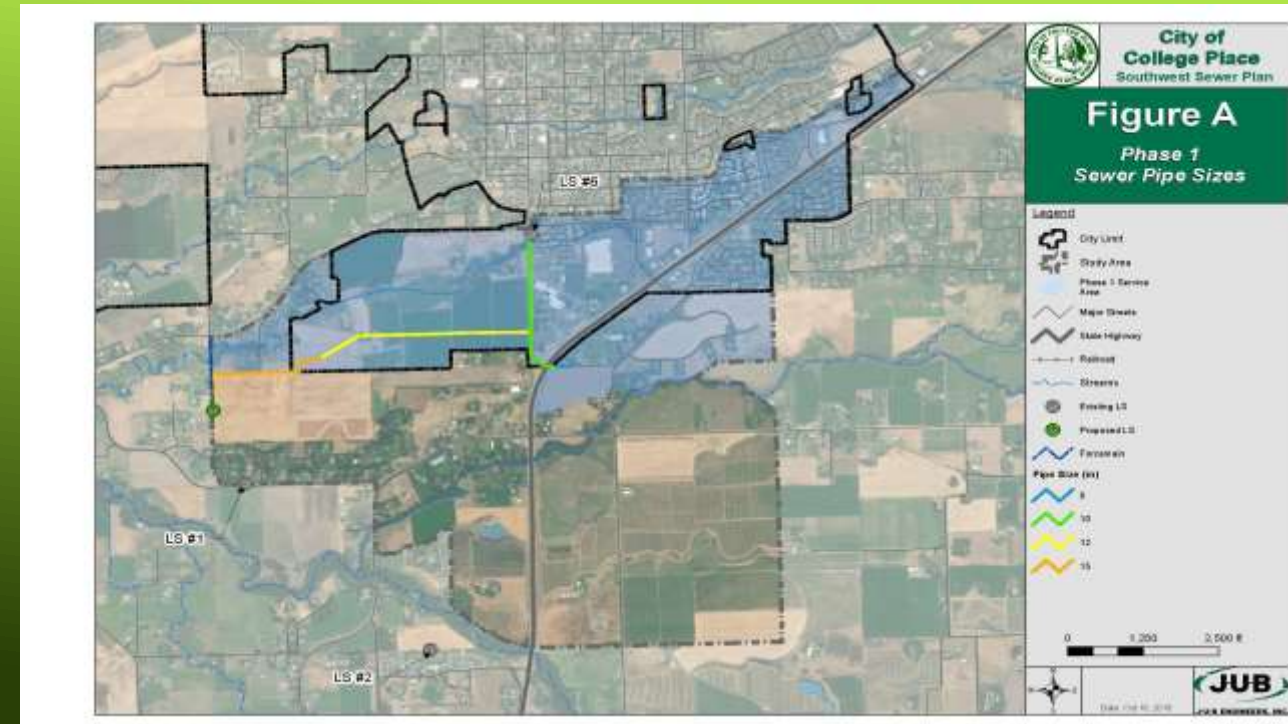 City of
College Place
Southwest Sewer Plan
Figure A
Phase 1
Sewer Pipe Sizes
Legend
City Limit
Study Area
Phase 1 Service
Area
Major Streets
State Highway
Railroad
Streams
Existing LS
Proposed LS
Forcemain
Pipe Size (in)
8
10
12
15
0 1,250 2,500 ft
JUB
J-U-B ENGINEERS, INC.
LS #1
LS #2